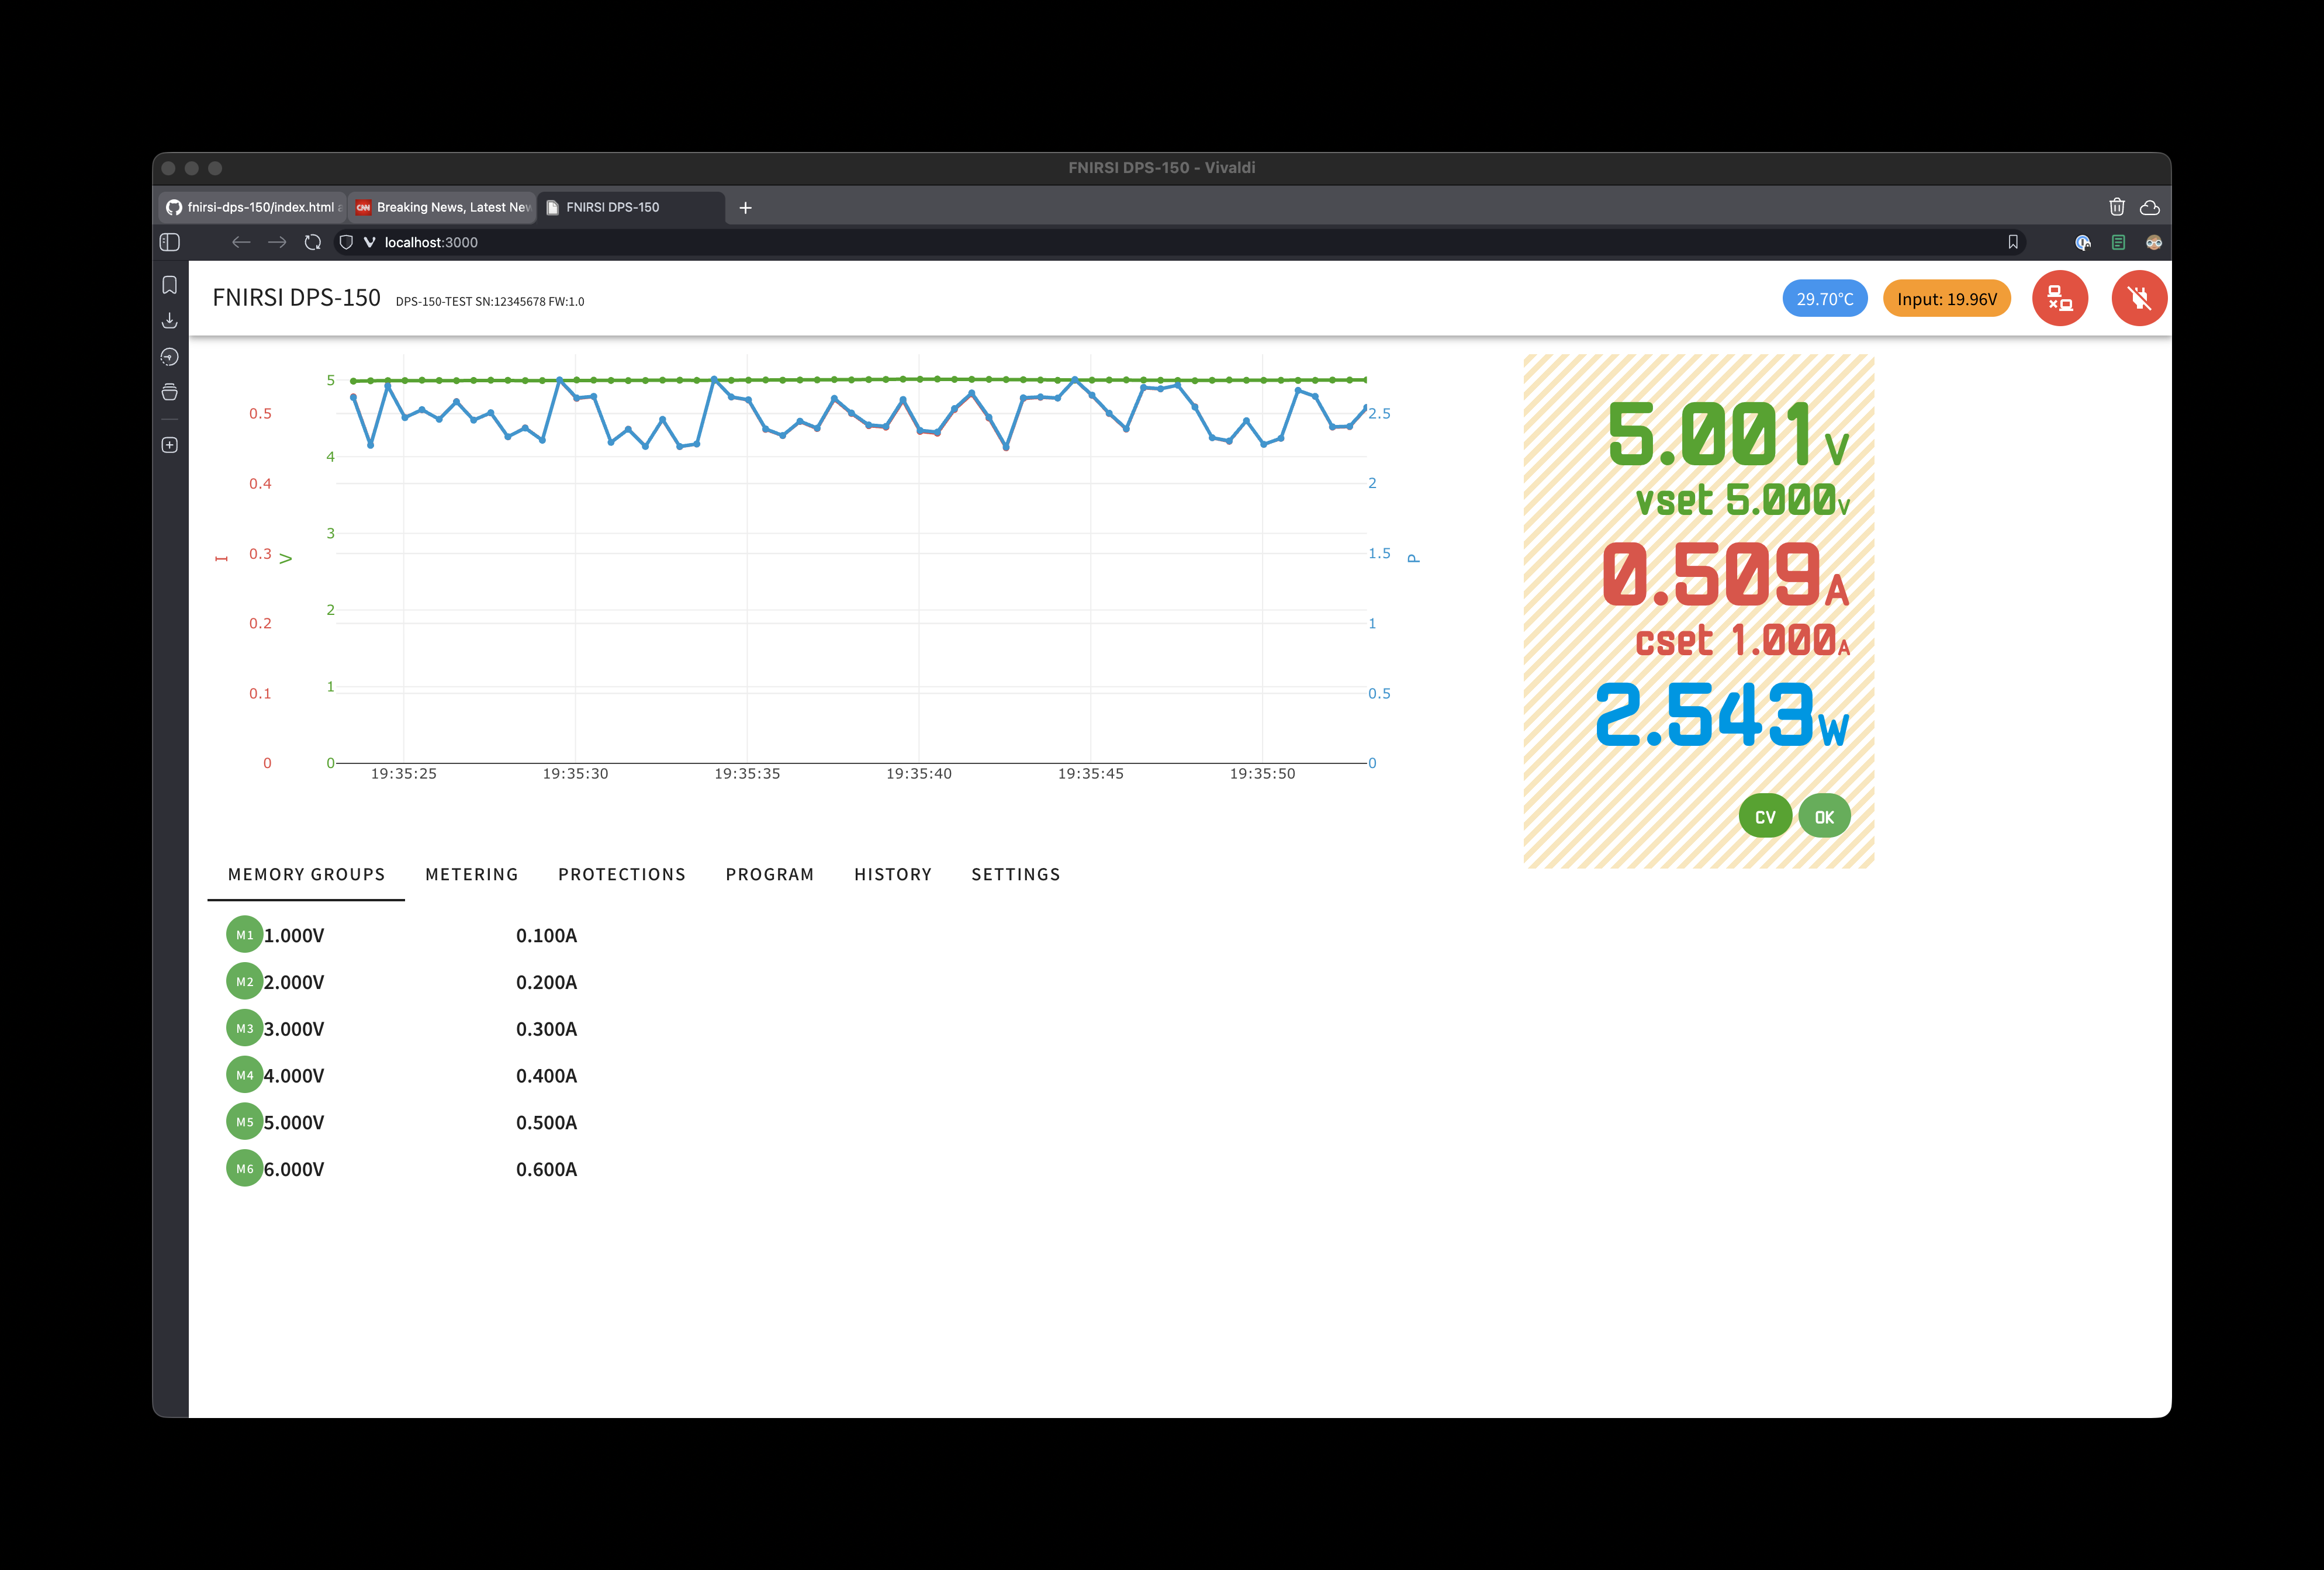 FNIRSI DPS-150 - Vivaldi
fnirsi-dps-150/index.html
CNN Breaking News, Latest New
FNIRSI DPS-150
localhost:3000
FNIRSI DPS-150 DPS-150-TEST SN:12345678 FW:1.0
29.70°C
Input: 19.96V
5
0.5
2.5
4
0.4
2
3
I
0.3
V
1.5
P
2
0.2
1
1
0.1
0.5
0
0
0
19:35:25 19:35:30 19:35:35 19:35:40 19:35:45 19:35:50
5.001V
vset 5.000V
0.509A
cset 1.000A
2.543W
CV OK
MEMORY GROUPS METERING PROTECTIONS PROGRAM HISTORY SETTINGS
M1 1.000V 0.100A
M2 2.000V 0.200A
M3 3.000V 0.300A
M4 4.000V 0.400A
M5 5.000V 0.500A
M6 6.000V 0.600A